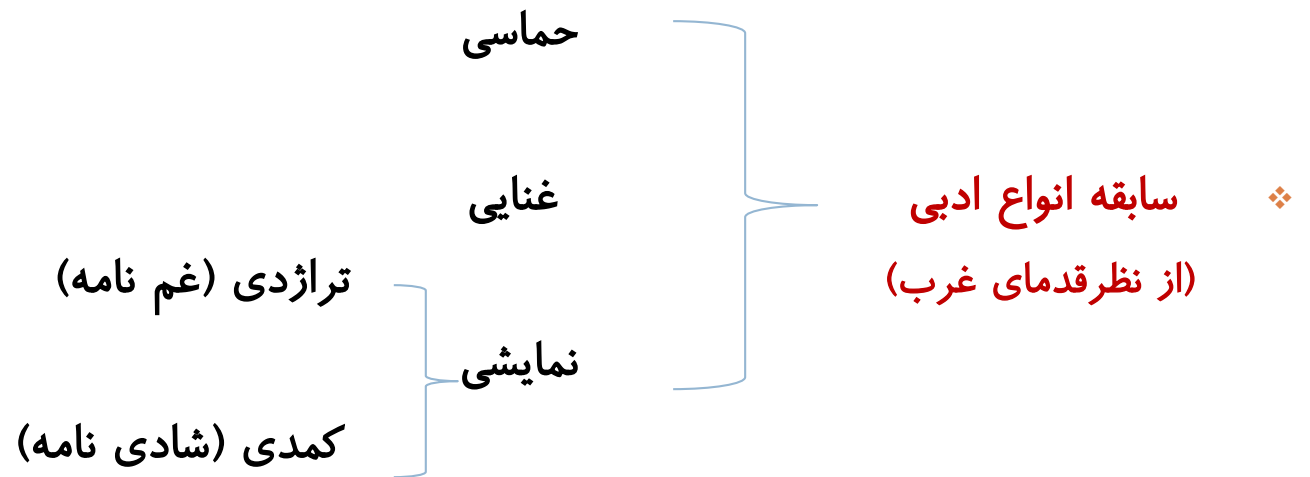 سابقه انواع ادبی
(از نظرقدمای غرب)
حماسی
غنایی
نمایشی
تراژدی (غم نامه)
کمدی (شادی نامه)